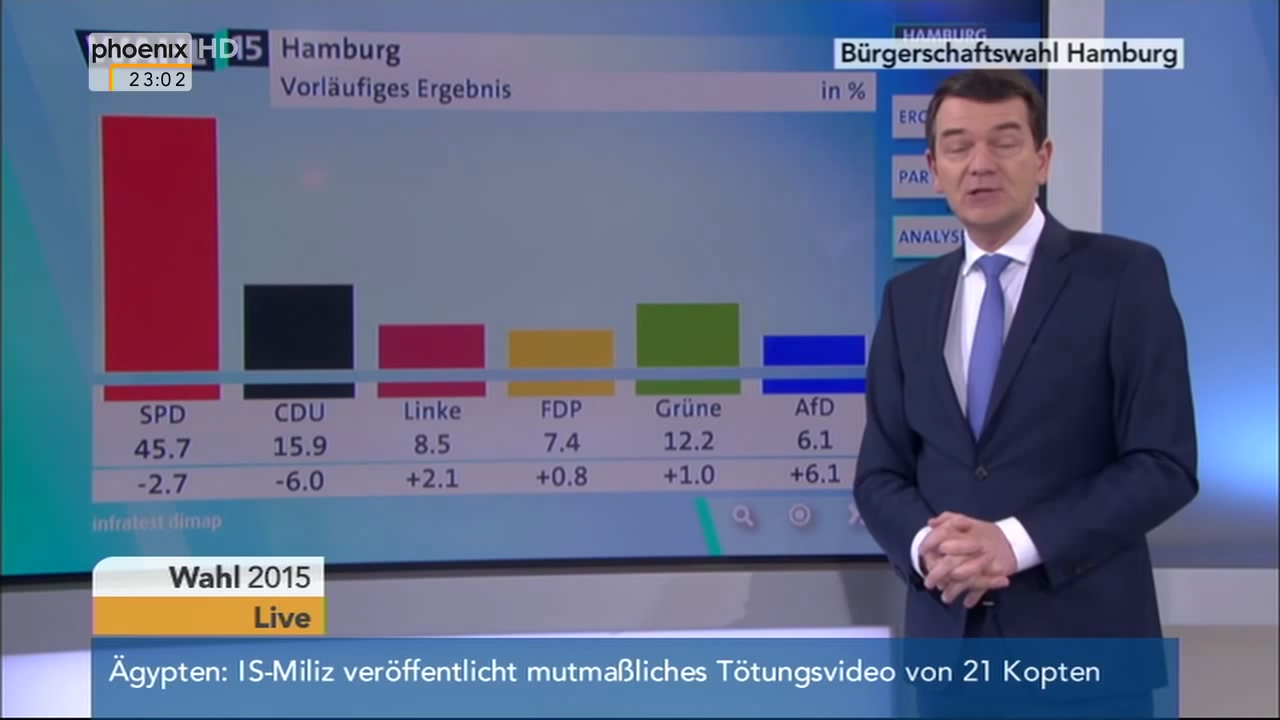 phoenix HD
23:02
15
Hamburg
Vorläufiges Ergebnis in %
HAMBURG
Bürgerschaftswahl Hamburg
ANALYS
SPD CDU Linke FDP Grüne AfD
45.7 15.9 8.5 7.4 12.2 6.1
-2.7 -6.0 +2.1 +0.8 +1.0 +6.1
infratest dimap
Wahl 2015
Live
Ägypten: IS-Miliz veröffentlicht mutmaßliches Tötungsvideo von 21 Kopten